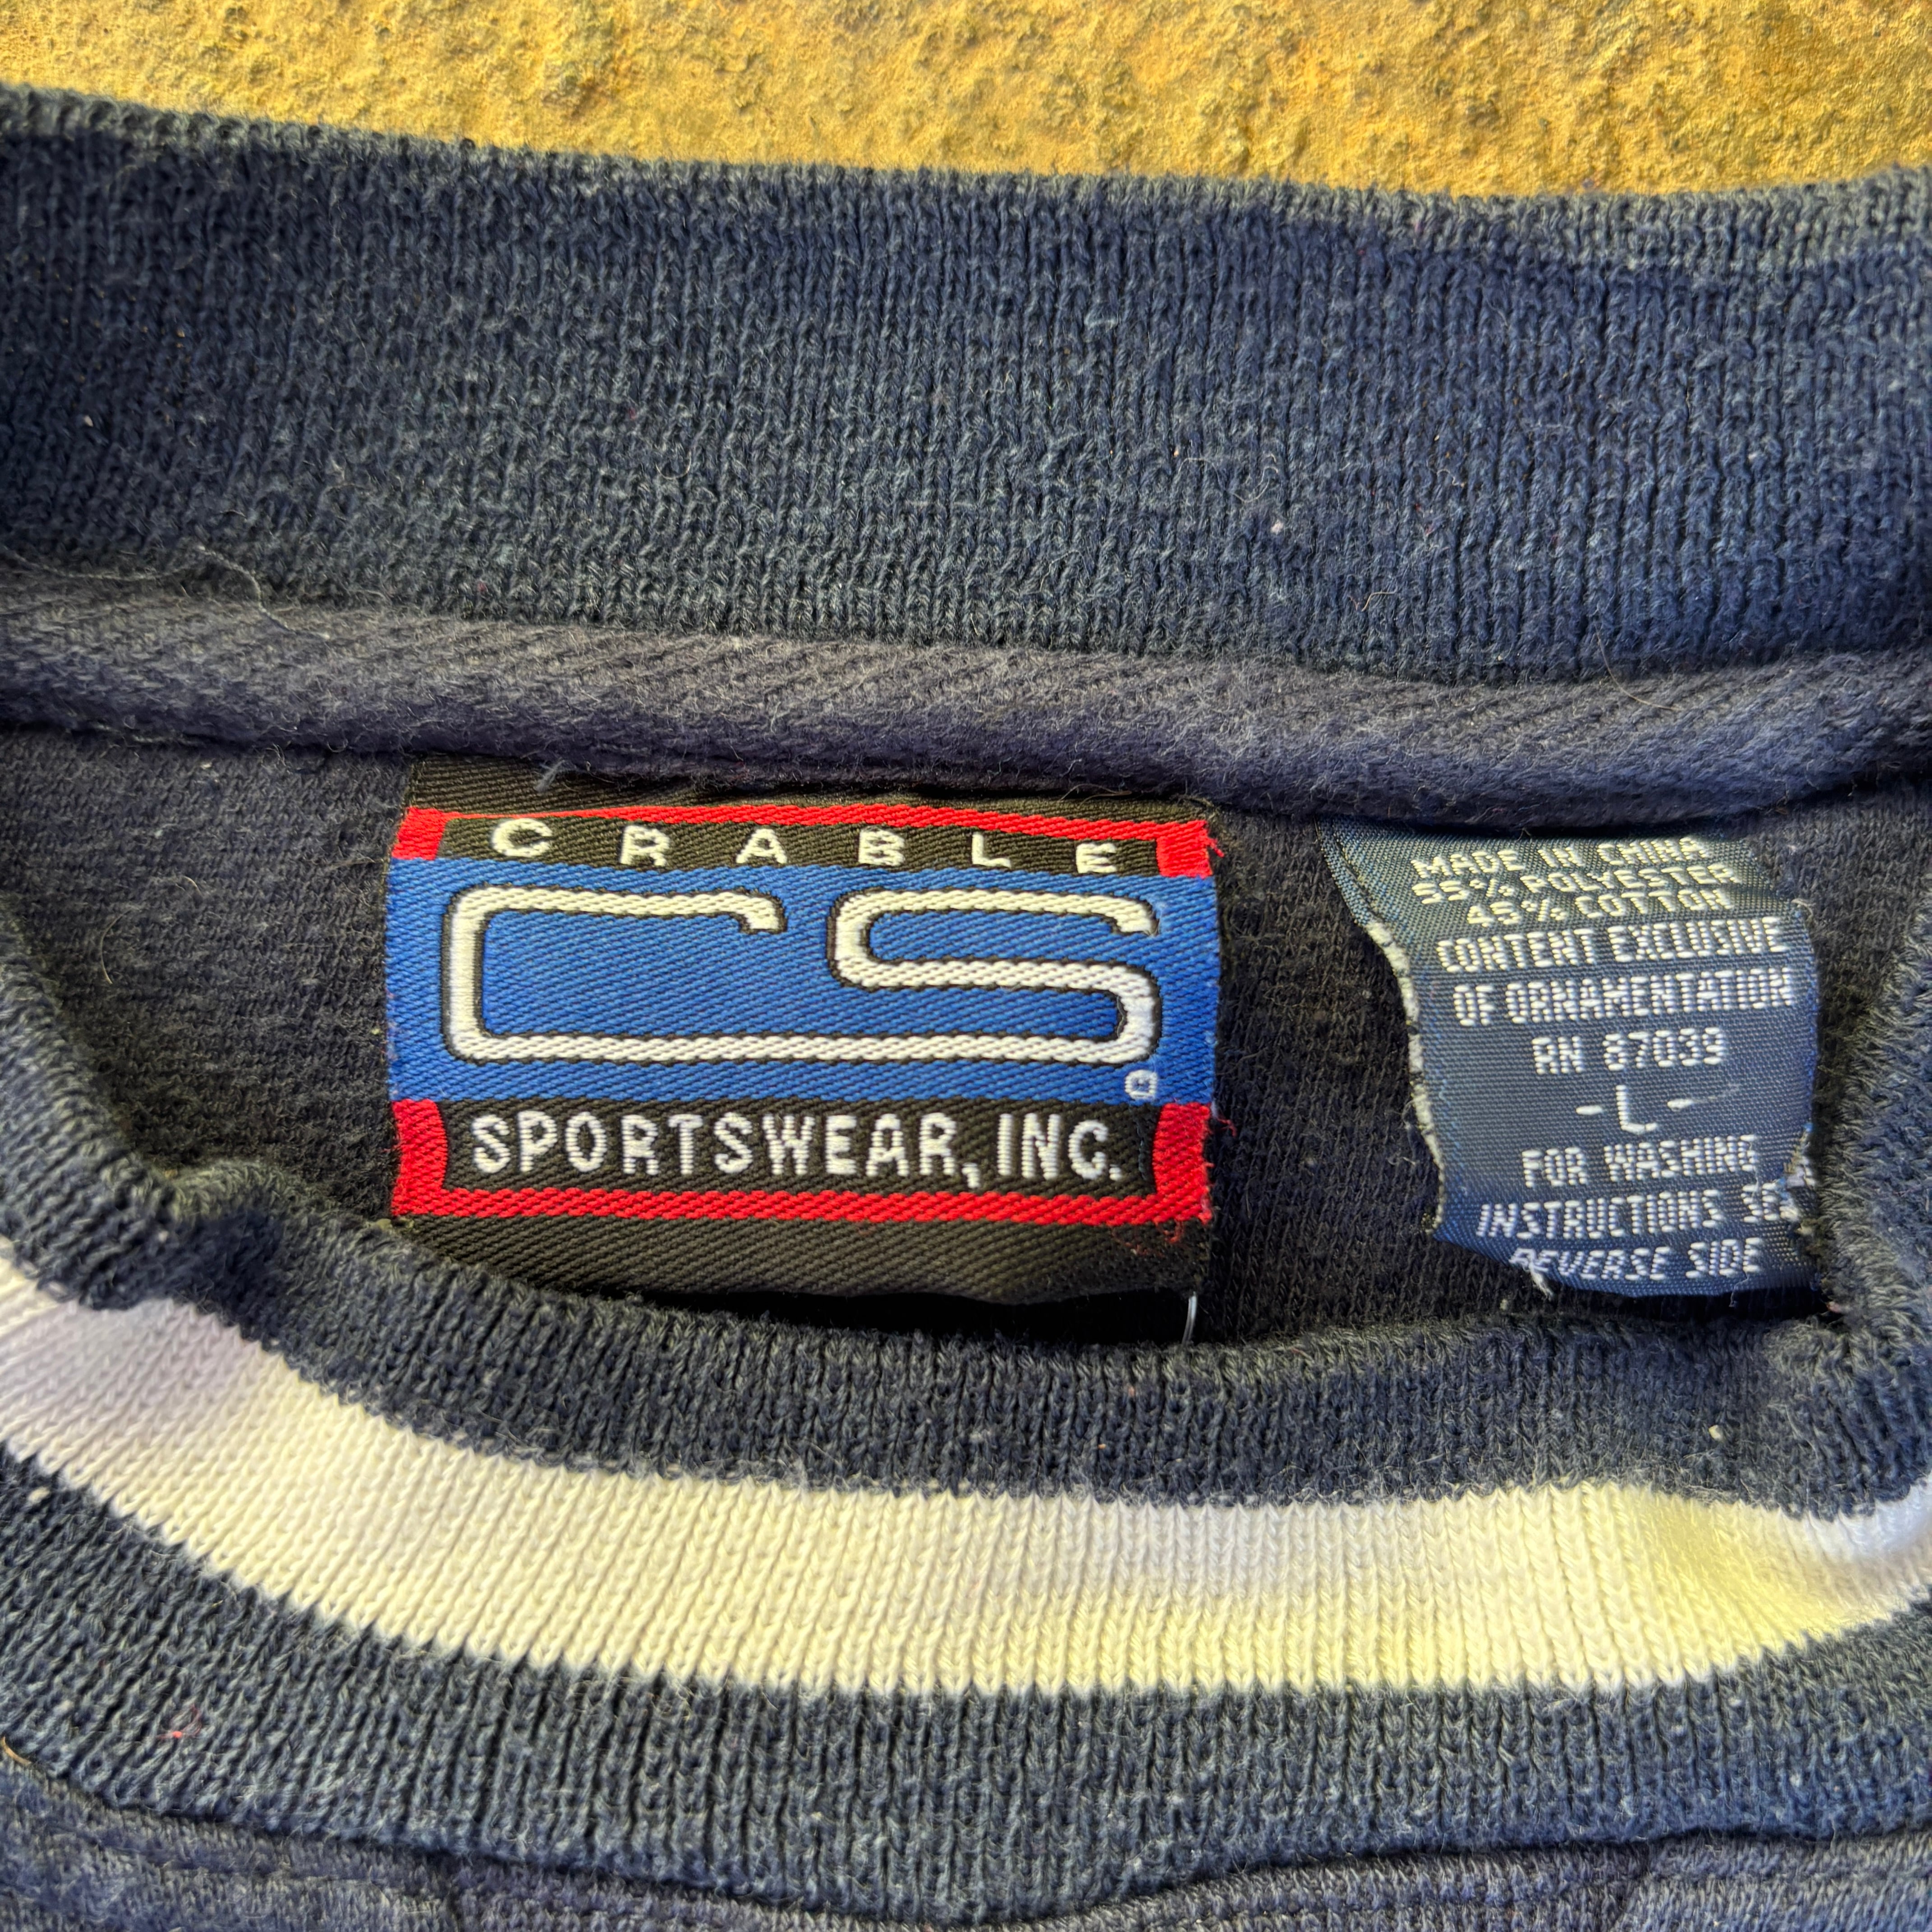 CRABLE
CS
®
SPORTSWEAR, INC.
MADE IN CHINA
55% POLYESTER
45% COTTON
CONTENT EXCLUSIVE
OF ORNAMENTATION
RN 87039
-L-
FOR WASHING
INSTRUCTIONS SEE
REVERSE SIDE